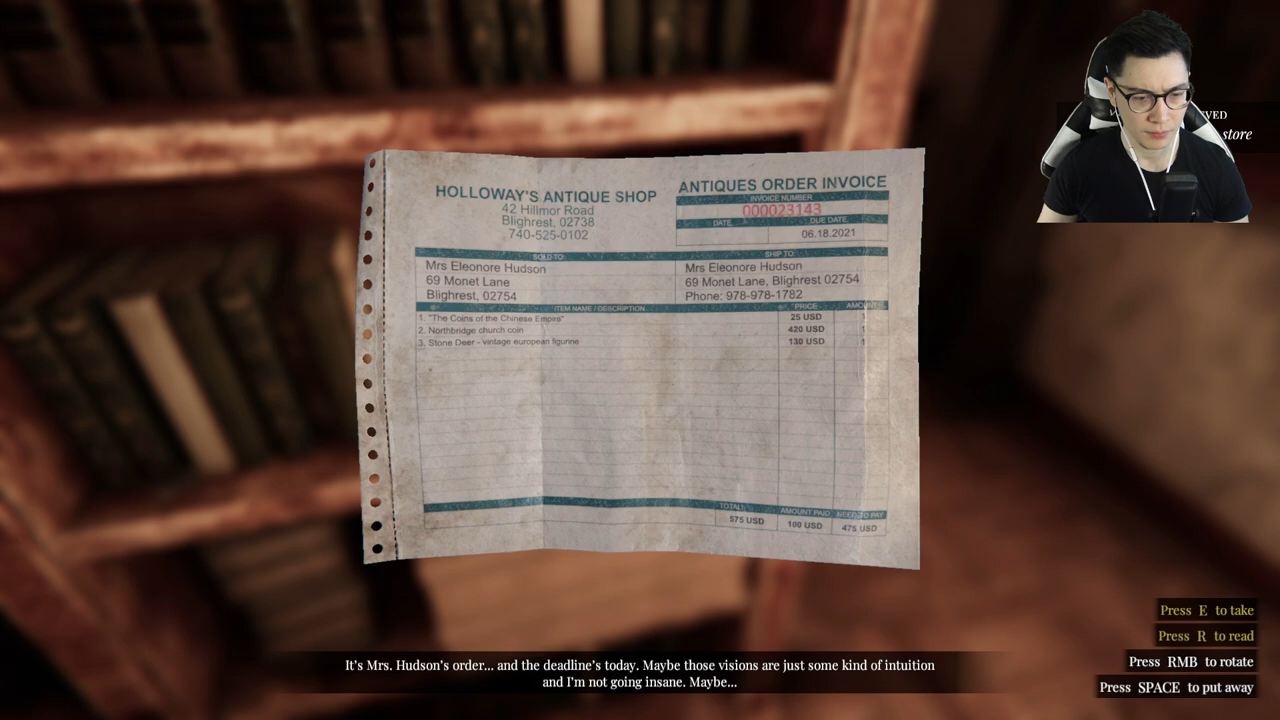 HOLLOWAY'S ANTIQUE SHOP
42 Hillmor Road
Blighrest, 02738
740-525-0102
ANTIQUES ORDER INVOICE
INVOICE NUMBER
000023143
DATE DUE DATE
06.18.2021
SOLD TO: SHIP TO:
Mrs Eleonore Hudson Mrs Eleonore Hudson
69 Monet Lane 69 Monet Lane, Blighrest 02754
Blighrest, 02754 Phone: 978-978-1782
ITEM NAME / DESCRIPTION PRICE AMOUNT
1. "The Coins of the Chinese Empire" 25 USD
2. Northbridge church coin 420 USD 1
3. Stone Deer - vintage european figurine 130 USD 1
TOTAL: AMOUNT PAID NEED TO PAY
575 USD 100 USD 475 USD
store
Press E to take
Press R to read
Press RMB to rotate
Press SPACE to put away
It's Mrs. Hudson's order... and the deadline's today. Maybe those visions are just some kind of intuition
and I'm not going insane. Maybe...